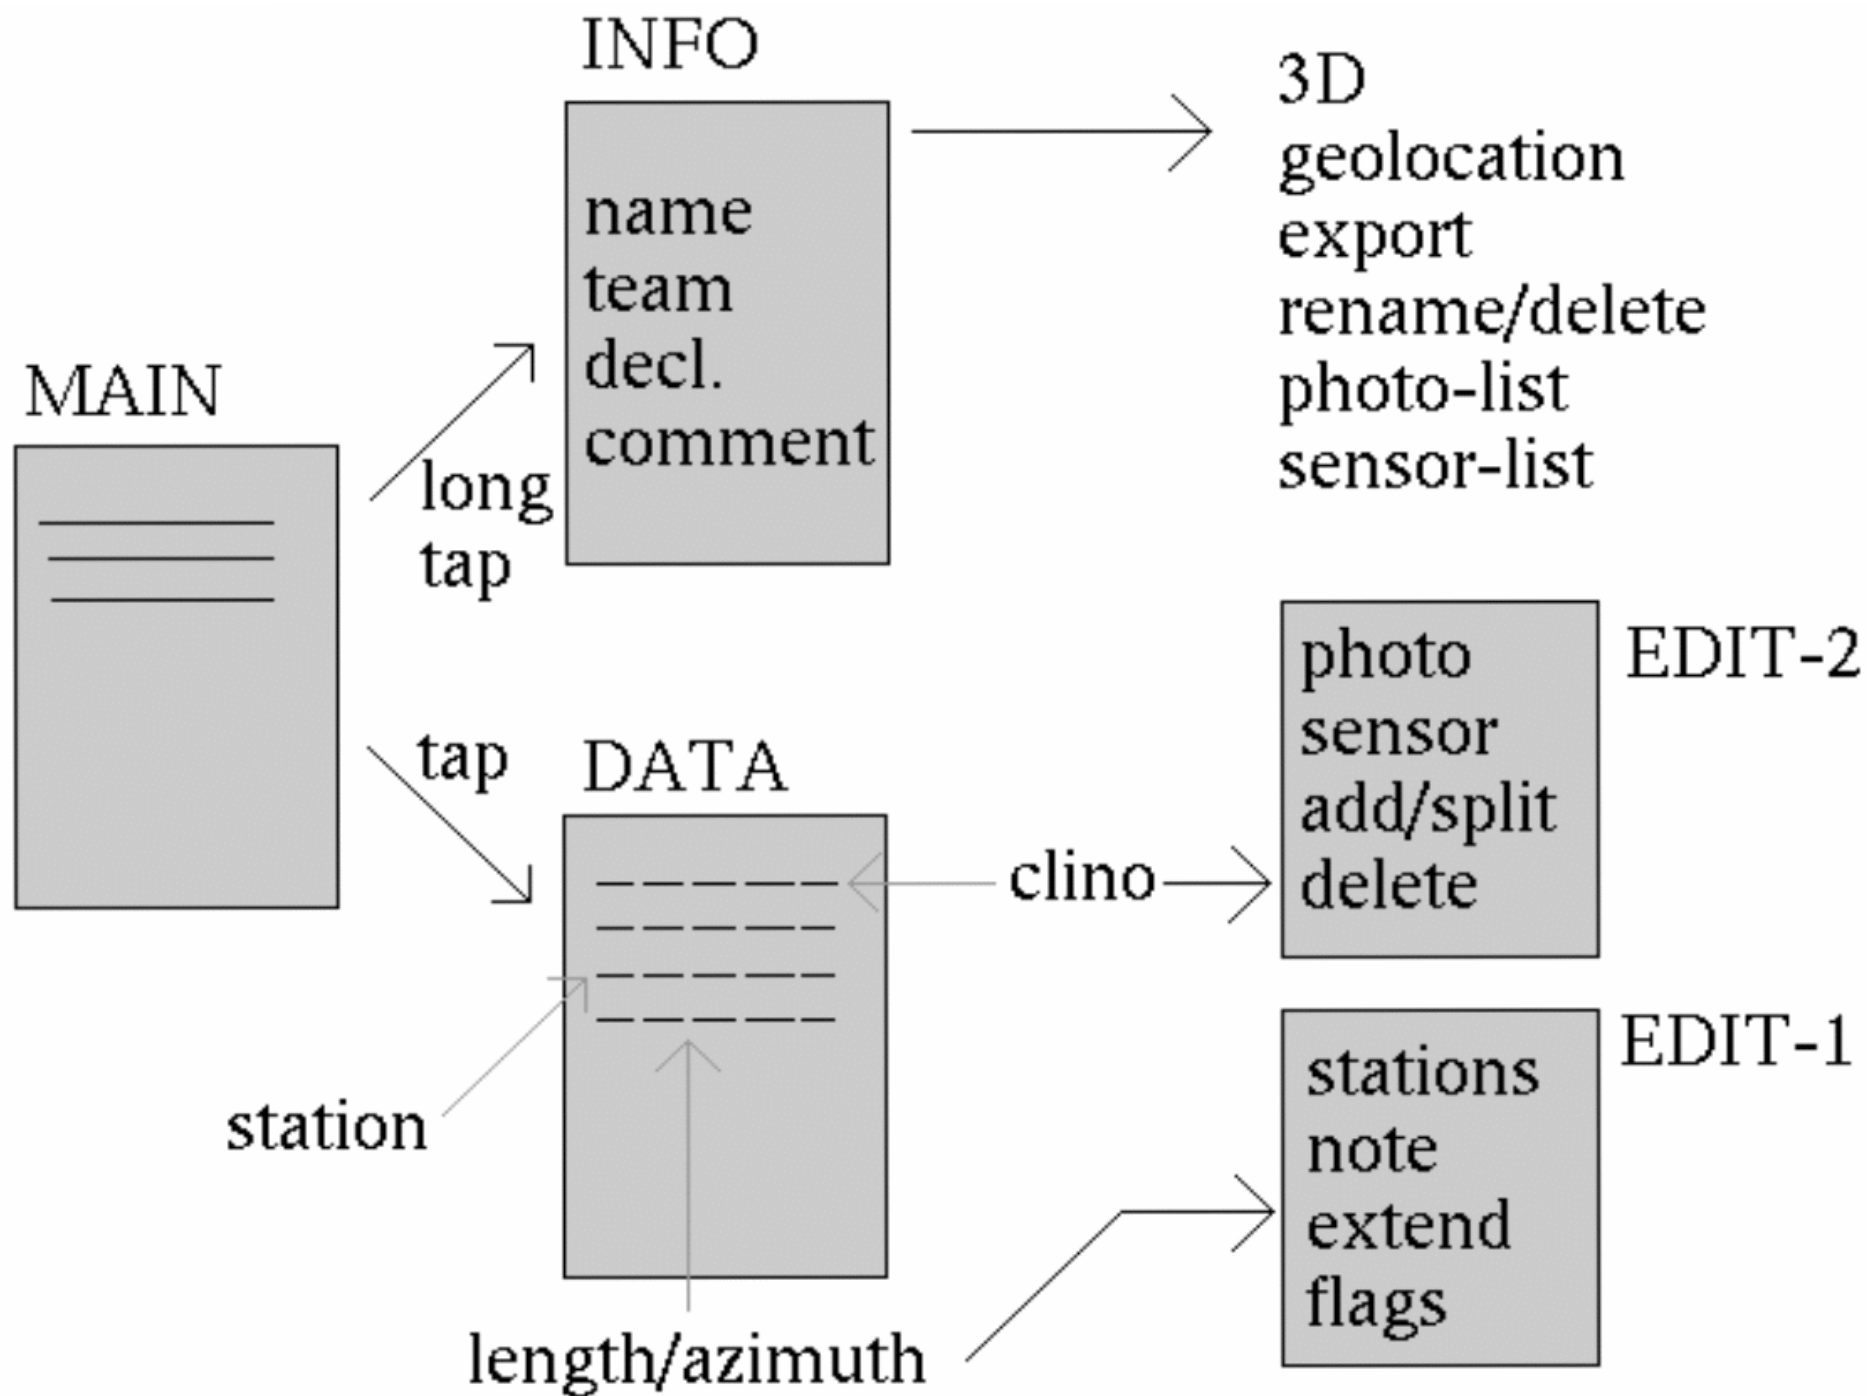 INFO
name
team
decl.
comment
3D
geolocation
export
rename/delete
photo-list
sensor-list
MAIN
long
tap
tap
DATA
clino
station
length/azimuth
EDIT-2
photo
sensor
add/split
delete
EDIT-1
stations
note
extend
flags